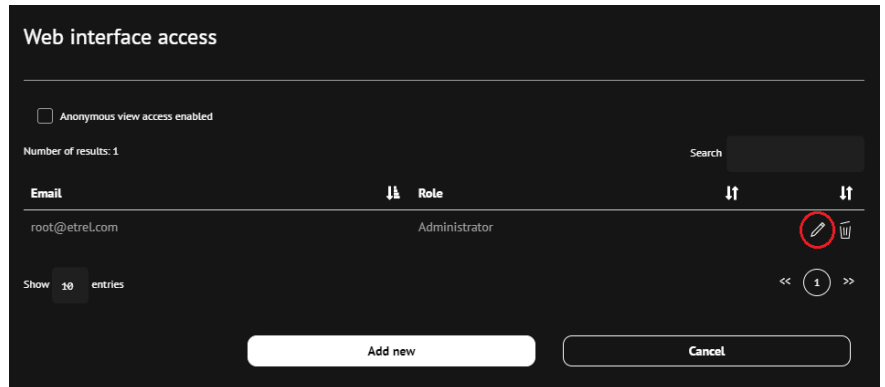 Web interface access
Anonymous view access enabled
Number of results: 1
Search
Email Role
root@etrel.com Administrator
Show 10 entries << 1 >>
Add new Cancel